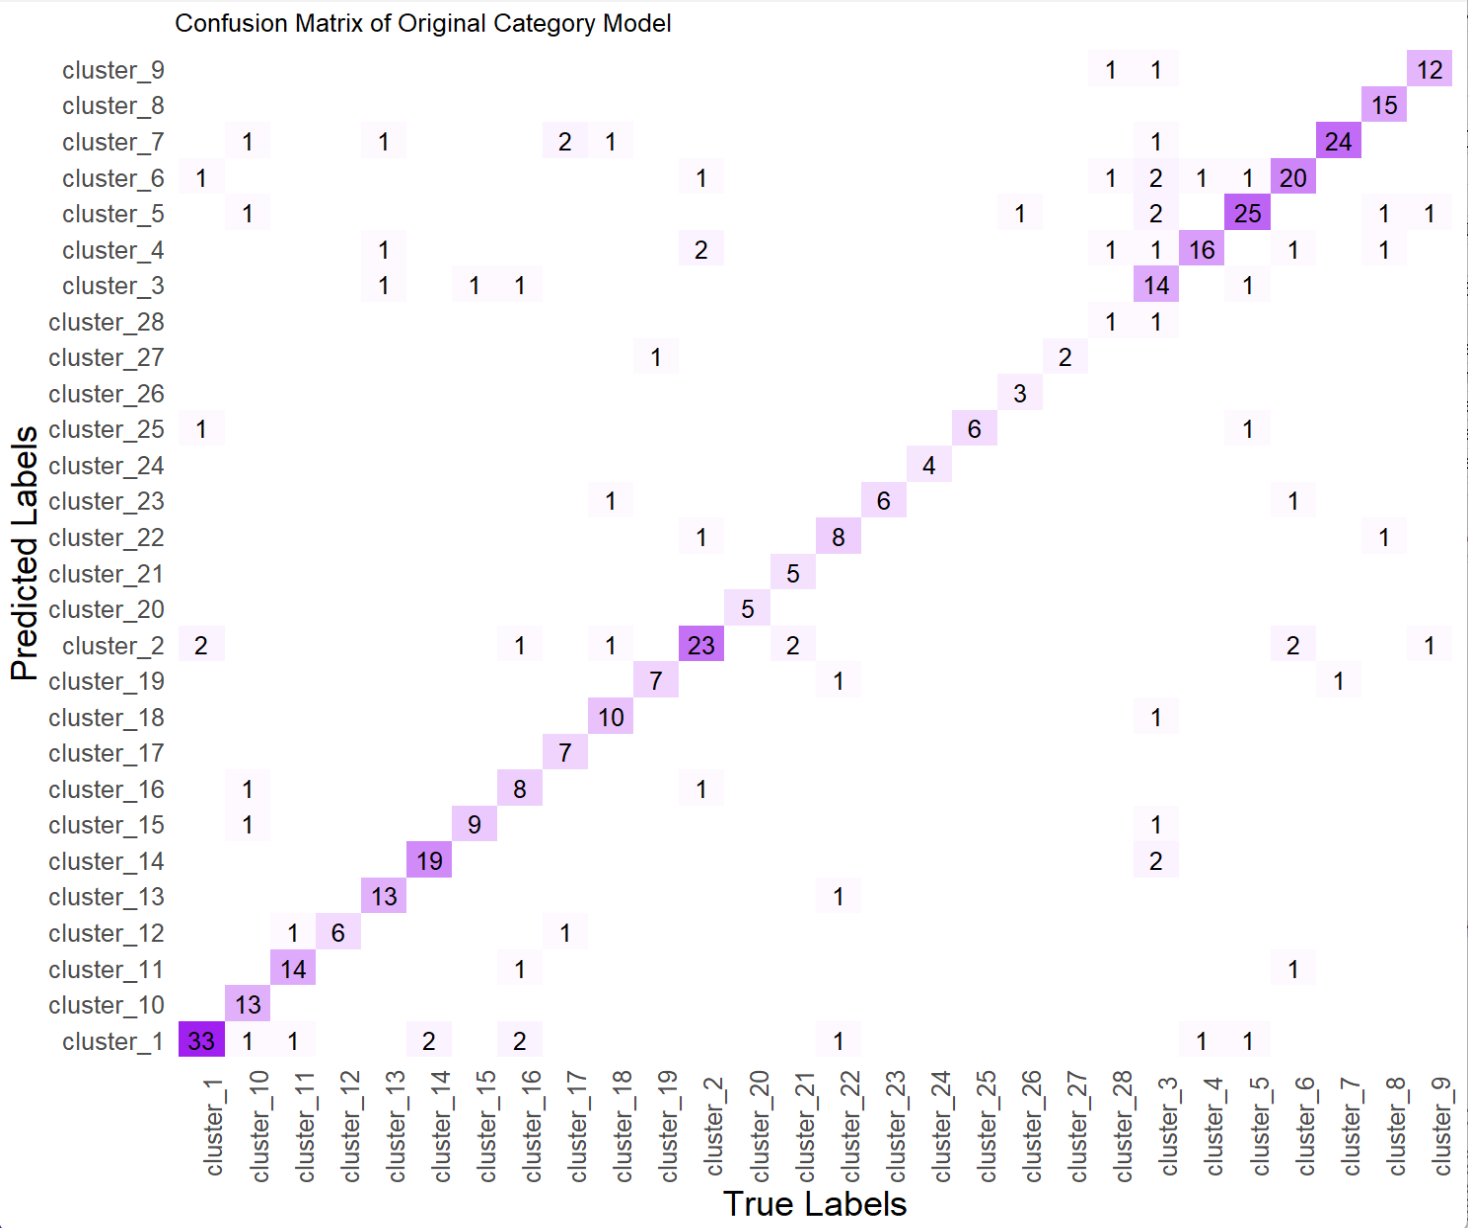 Confusion Matrix of Original Category Model
cluster_9 1 1 12
cluster_8 15
cluster_7 1 1 2 1 1 24
cluster_6 1 1 1 2 1 1 20
cluster_5 1 1 2 25 1 1
cluster_4 1 2 1 1 16 1 1
cluster_3 1 1 1 14 1
cluster_28 1 1
cluster_27 1 2
cluster_26 3
cluster_25 1 6 1
cluster_24 4
cluster_23 1 6 1
cluster_22 1 8 1
cluster_21 5
cluster_20 5
cluster_2 2 1 1 23 2 2 1
cluster_19 7 1 1
cluster_18 10 1
cluster_17 7
cluster_16 1 8 1
cluster_15 1 9 1
cluster_14 19 2
cluster_13 13 1
cluster_12 1 6 1
cluster_11 14 1 1
cluster_10 13
cluster_1 33 1 1 2 2 1 1 1
Predicted Labels
cluster_1
cluster_10
cluster_11
cluster_12
cluster_13
cluster_14
cluster_15
cluster_16
cluster_17
cluster_18
cluster_19
cluster_2
cluster_20
cluster_21
cluster_22
cluster_23
cluster_24
cluster_25
cluster_26
cluster_27
cluster_28
cluster_3
cluster_4
cluster_5
cluster_6
cluster_7
cluster_8
cluster_9
True Labels